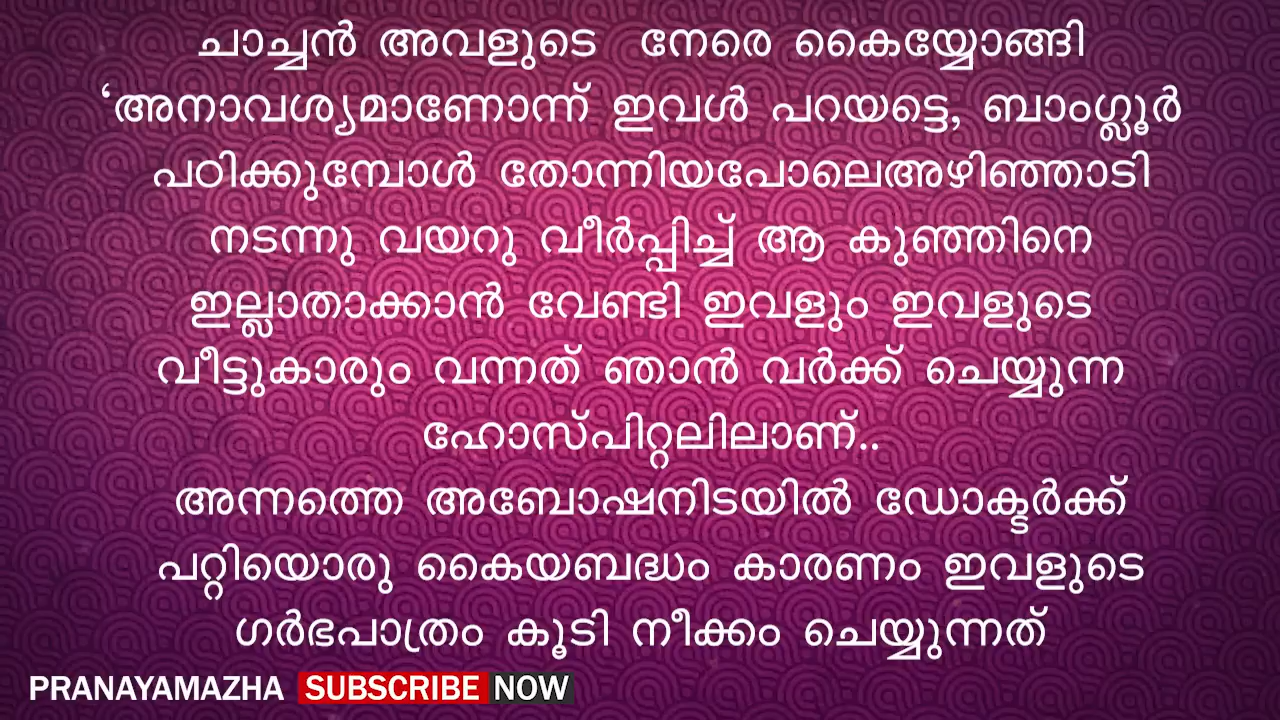 ചാച്ചൻ അവളുടെ നേരെ കൈയ്യോങ്ങി
‘അനാവശ്യമാണോന്ന് ഇവൾ പറയട്ടെ, ബാംഗ്ലൂർ
പഠിക്കുമ്പോൾ തോന്നിയപോലെഅഴിഞ്ഞാടി
നടന്നു വയറു വീർപ്പിച്ച് ആ കുഞ്ഞിനെ
ഇല്ലാതാക്കാൻ വേണ്ടി ഇവളും ഇവളുടെ
വീട്ടുകാരും വന്നത് ഞാൻ വർക്ക് ചെയ്യുന്ന
ഹോസ്പിറ്റലിലാണ്..
അന്നത്തെ അബോഷനിടയിൽ ഡോക്ടർക്ക്
പറ്റിയൊരു കൈയബദ്ധം കാരണം ഇവളുടെ
ഗർഭപാത്രം കൂടി നീക്കം ചെയ്യുന്നത്
PRANAYAMAZHA SUBSCRIBE NOW